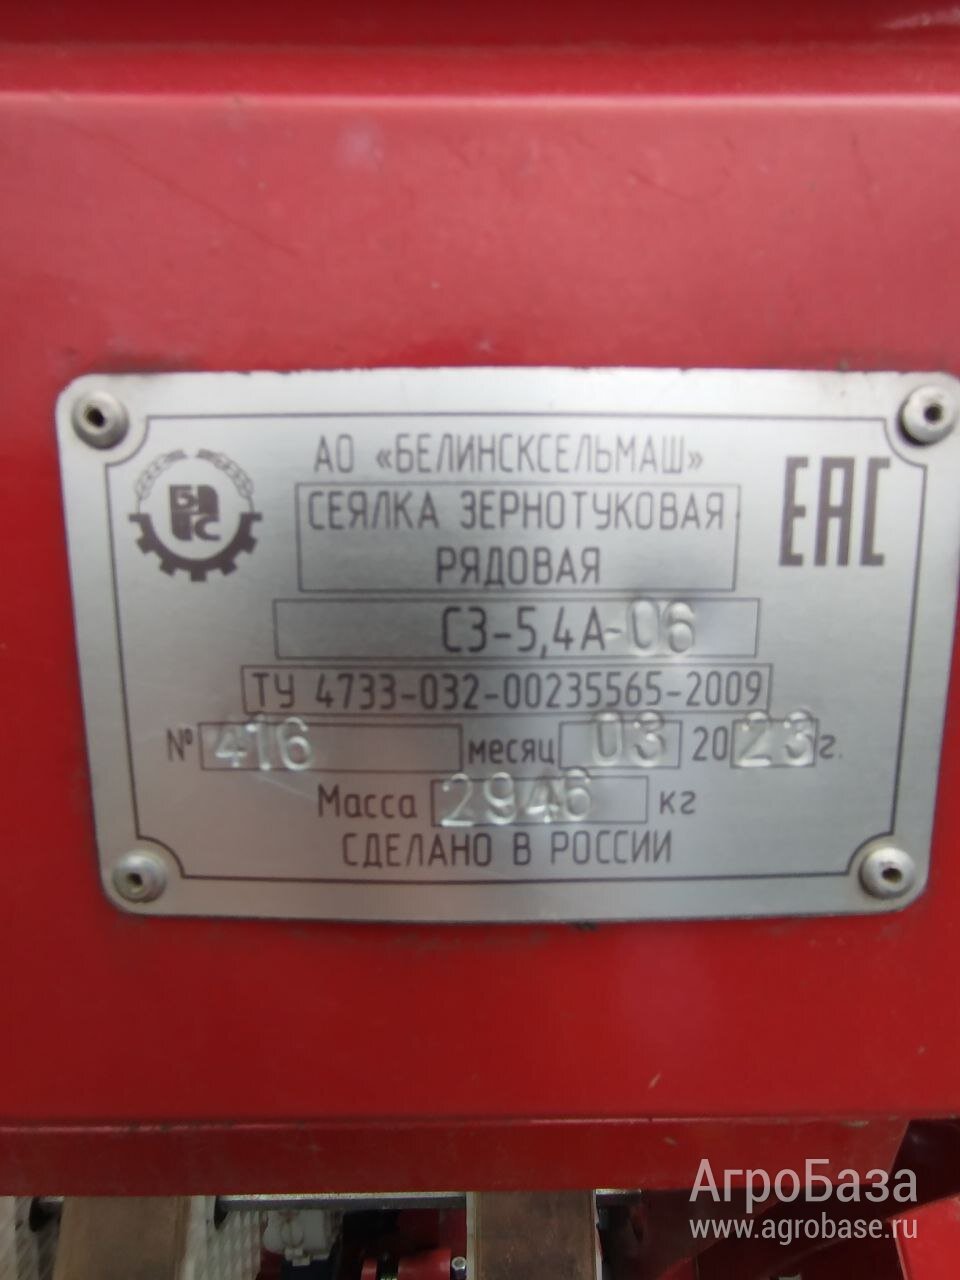 АО «БЕЛИНСКСЕЛЬМАШ»
СЕЯЛКА ЗЕРНОТУКОВАЯ
РЯДОВАЯ
ЕАС
СЗ-5,4А-06
ТУ 4733-032-00235565-2009
№ 416 месяц 03 2023 г.
Масса 2946 кг
СДЕЛАНО В РОССИИ
АгроБаза
www.agrobase.ru